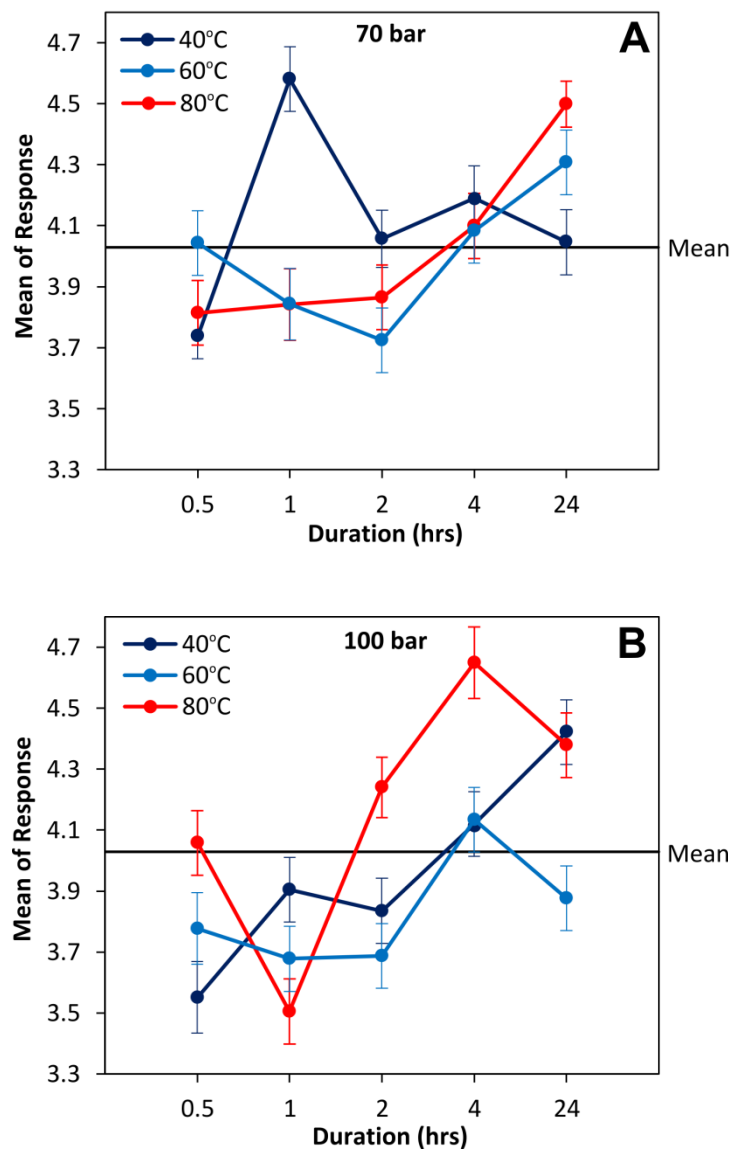 70 bar
A
40°C
60°C
80°C
4.7
4.5
4.3
4.1
3.9
3.7
3.5
3.3
Mean of Response
Mean
0.5 1 2 4 24
Duration (hrs)
100 bar
B
40°C
60°C
80°C
4.7
4.5
4.3
4.1
3.9
3.7
3.5
3.3
Mean of Response
Mean
0.5 1 2 4 24
Duration (hrs)